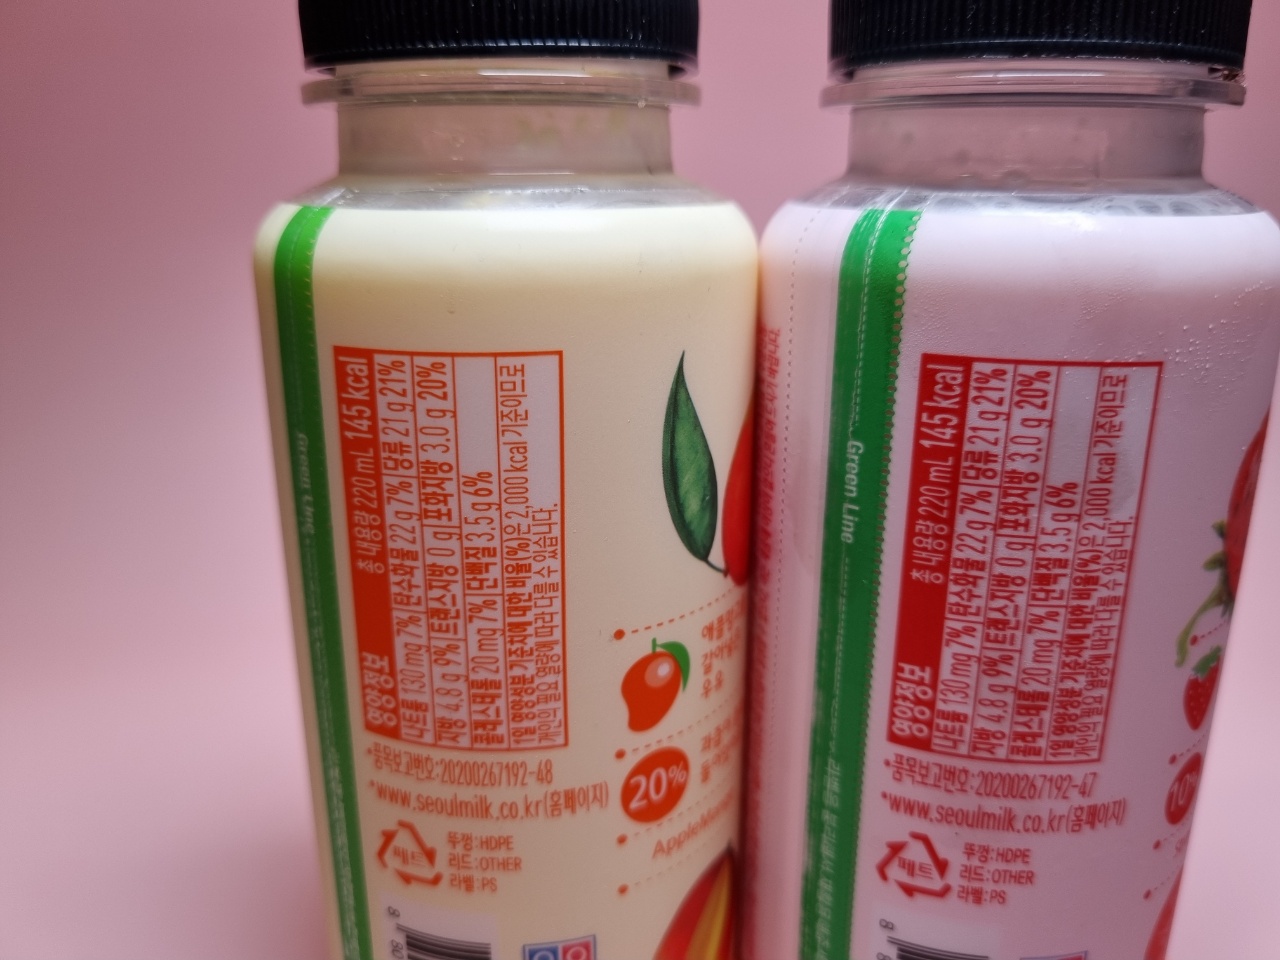 영양정보 총 내용량 220 mL 145 kcal
나트륨 130 mg 7% 탄수화물 22 g 7% 당류 21 g 21%
지방 4.8 g 9% 트랜스지방 0 g 포화지방 3.0 g 20%
콜레스테롤 20 mg 7% 단백질 3.5 g 6%
1일 영양성분 기준치에 대한 비율(%)은 2,000 kcal 기준이므로
개인의 필요 열량에 따라 다를 수 있습니다.
*품목보고번호:20200267192-48
*www.seoulmilk.co.kr(홈페이지)
페트
뚜껑:HDPE
리드:OTHER
라벨:PS
Green Line
우유
20%
8
80
Green Line
영양정보 총 내용량 220 mL 145 kcal
나트륨 130 mg 7% 탄수화물 22 g 7% 당류 21 g 21%
지방 4.8 g 9% 트랜스지방 0 g 포화지방 3.0 g 20%
콜레스테롤 20 mg 7% 단백질 3.5 g 6%
1일 영양성분 기준치에 대한 비율(%)은 2,000 kcal 기준이므로
개인의 필요 열량에 따라 다를 수 있습니다.
*품목보고번호:20200267192-47
*www.seoulmilk.co.kr(홈페이지)
페트
뚜껑:HDPE
리드:OTHER
라벨:PS
10%
8